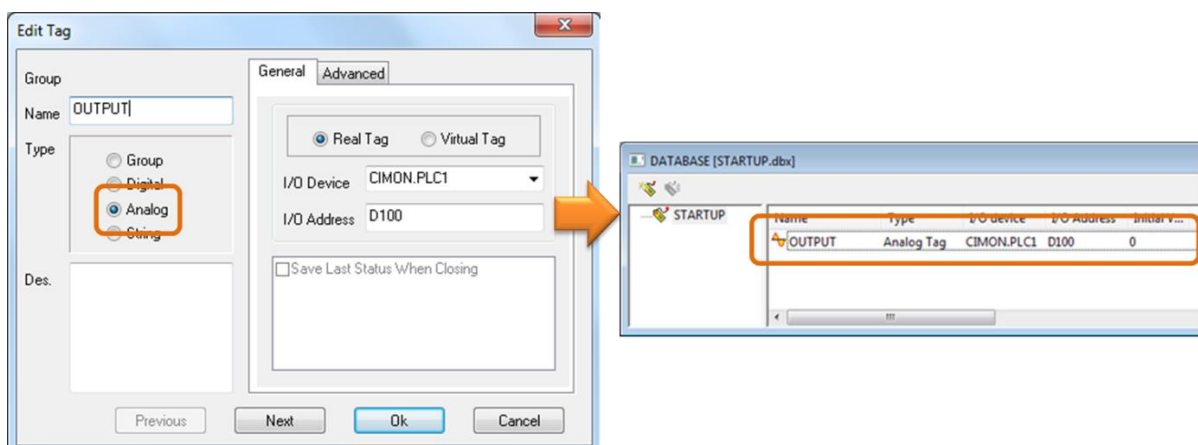 Edit Tag
Group
Name OUTPUT
Type
Group
Digital
Analog
String
Des.
General Advanced
Real Tag Virtual Tag
I/O Device CIMON.PLC1
I/O Address D100
Save Last Status When Closing
Previous Next Ok Cancel
DATABASE [STARTUP.dbx]
STARTUP
Name Type I/O device I/O Address Initial V...
OUTPUT Analog Tag CIMON.PLC1 D100 0